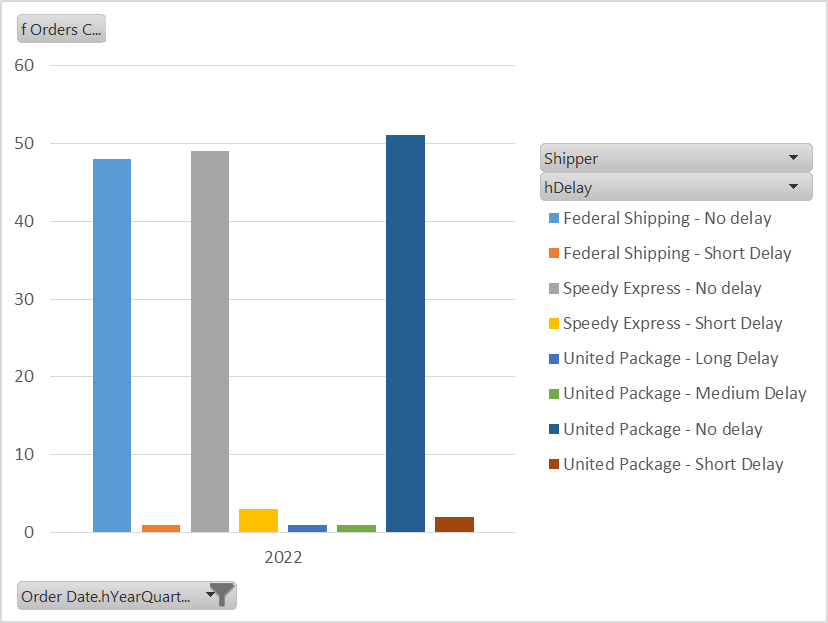 f Orders C...
60
50
40
30
20
10
0
2022
Shipper
hDelay
Federal Shipping - No delay
Federal Shipping - Short Delay
Speedy Express - No delay
Speedy Express - Short Delay
United Package - Long Delay
United Package - Medium Delay
United Package - No delay
United Package - Short Delay
Order Date.hYearQuart...